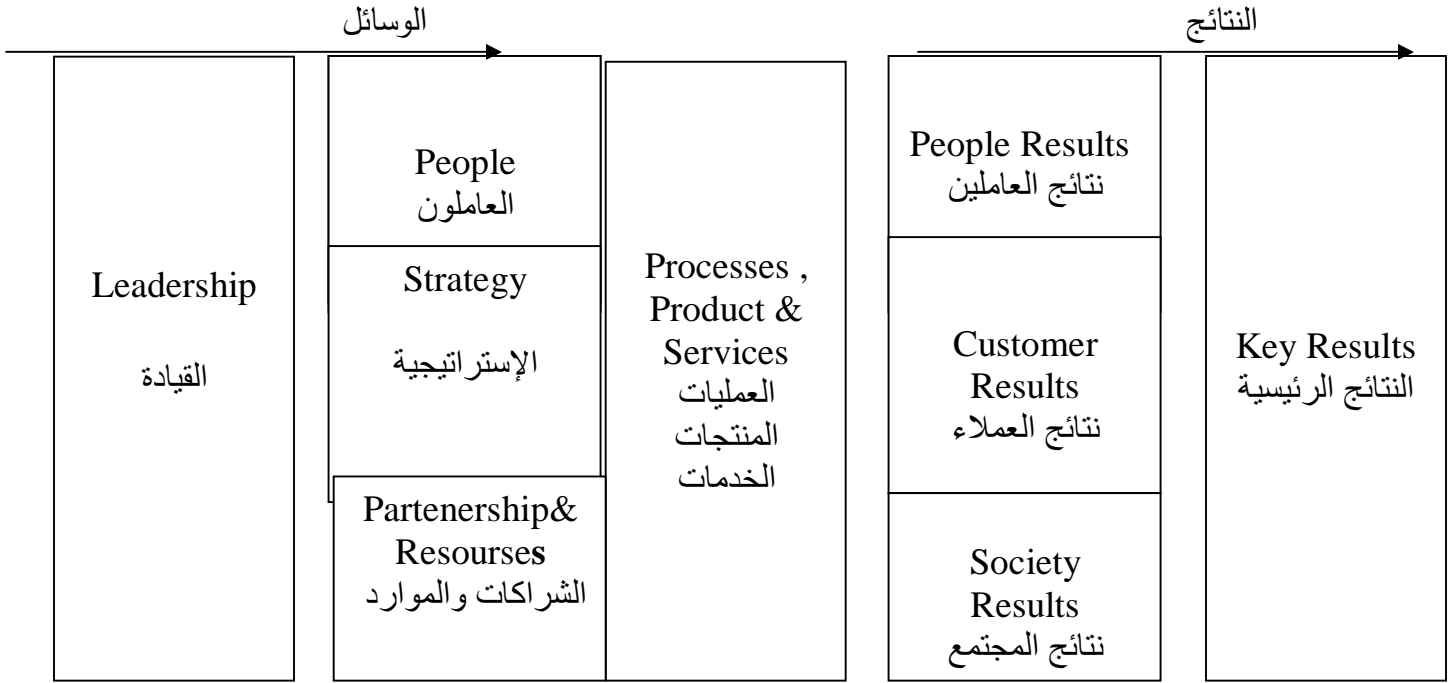 الوسائل
النتائج
Leadership
القيادة
People
العاملون
Strategy
الإستراتيجية
Partenership&
Resourses
الشراكات والموارد
Processes ,
Product &
Services
العمليات
المنتجات
الخدمات
People Results
نتائج العاملين
Customer
Results
نتائج العملاء
Society
Results
نتائج المجتمع
Key Results
النتائج الرئيسية